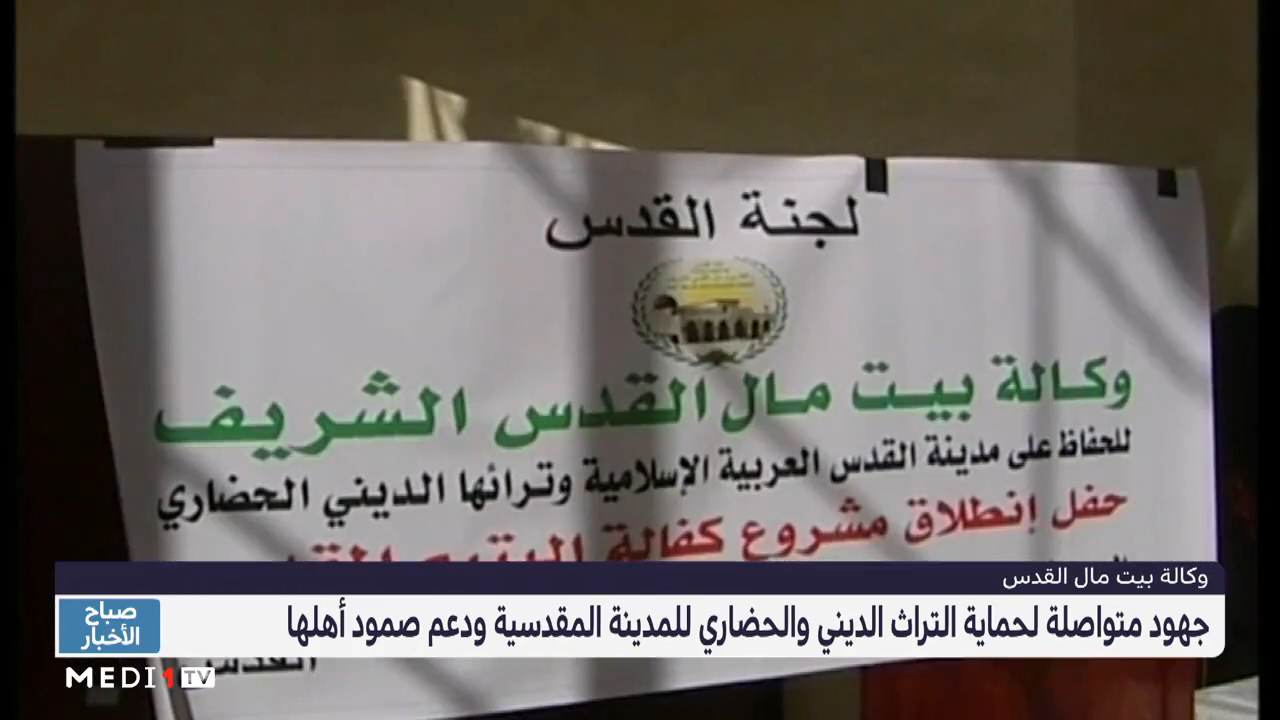 لجنة القدس
وكالة بيت مال القدس الشريف
للحفاظ على مدينة القدس العربية الإسلامية وتراثها الديني الحضاري
حفل إنطلاق مشروع كفالة اليتيم
وكالة بيت مال القدس
جهود متواصلة لحماية التراث الديني والحضاري للمدينة المقدسية ودعم صمود أهلها
صباح
الأخبار
MEDI1TV